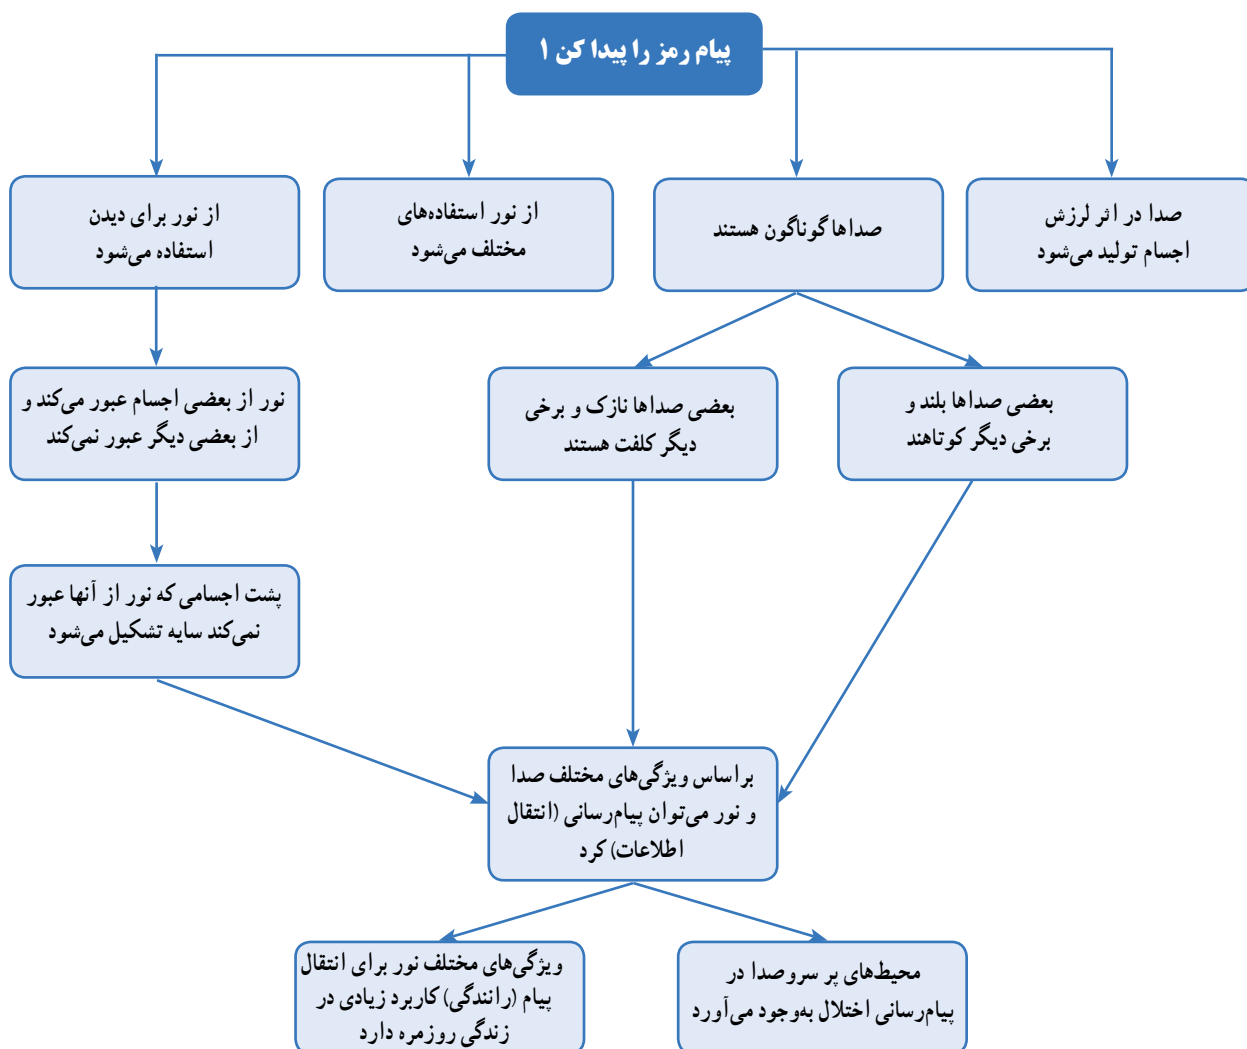 پیام رمز را پیدا کن ۱
صدا در اثر لرزش
اجسام تولید می‌شود
صداها گوناگون هستند
از نور استفاده‌های
مختلف می‌شود
از نور برای دیدن
استفاده می‌شود
بعضی صداها بلند و
برخی دیگر کوتاهند
بعضی صداها نازک و برخی
دیگر کلفت هستند
نور از بعضی اجسام عبور می‌کند و
از بعضی دیگر عبور نمی‌کند
پشت اجسامی که نور از آنها عبور
نمی‌کند سایه تشکیل می‌شود
براساس ویژگی‌های مختلف صدا
و نور می‌توان پیام‌رسانی (انتقال
اطلاعات) کرد
محیط‌های پر سروصدا در
پیام‌رسانی اختلال به‌وجود می‌آورد
ویژگی‌های مختلف نور برای انتقال
پیام (رانندگی) کاربرد زیادی در
زندگی روزمره دارد